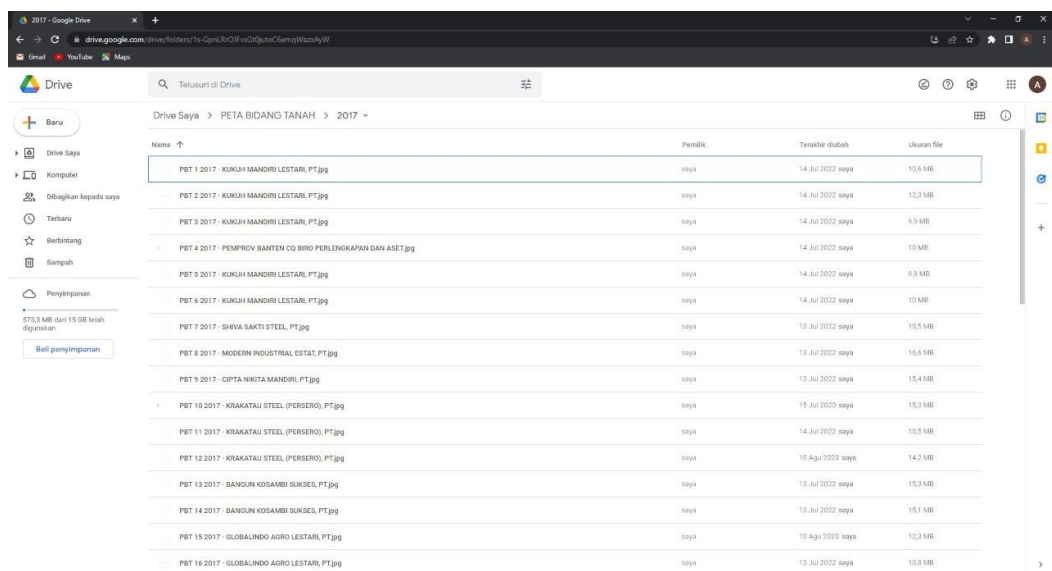 2017 - Google Drive
drive.google.com/drive/folders/
Gmail YouTube Maps
Drive
Telusuri di Drive
A
Baru
Drive Saya
Komputer
Dibagikan kepada saya
Terbaru
Berbintang
Sampah
Penyimpanan
573,3 MB dari 15 GB telah
digunakan
Beli penyimpanan
Drive Saya > PETA BIDANG TANAH > 2017
Nama Pemilik Terakhir diubah Ukuran file
PBT 1 2017 - KUKUH MANDIRI LESTARI, PT.jpg saya 14 Jul 2022 saya 10,6 MB
PBT 2 2017 - KUKUH MANDIRI LESTARI, PT.jpg saya 14 Jul 2022 saya 12,3 MB
PBT 3 2017 - KUKUH MANDIRI LESTARI, PT.jpg saya 14 Jul 2022 saya 9,9 MB
PBT 4 2017 - PEMPROV BANTEN CQ BIRO PERLENGKAPAN DAN ASET.jpg saya 14 Jul 2022 saya 10 MB
PBT 5 2017 - KUKUH MANDIRI LESTARI, PT.jpg saya 14 Jul 2022 saya 9,8 MB
PBT 6 2017 - KUKUH MANDIRI LESTARI, PT.jpg saya 14 Jul 2022 saya 10 MB
PBT 7 2017 - SHIVA SAKTI STEEL, PT.jpg saya 13 Jul 2022 saya 10,5 MB
PBT 8 2017 - MODERN INDUSTRIAL ESTAT, PT.jpg saya 13 Jul 2022 saya 16,6 MB
PBT 9 2017 - CIPTA NIKITA MANDIRI, PT.jpg saya 13 Jul 2022 saya 15,4 MB
PBT 10 2017 - KRAKATAU STEEL (PERSERO), PT.jpg saya 15 Jul 2020 saya 15,3 MB
PBT 11 2017 - KRAKATAU STEEL (PERSERO), PT.jpg saya 14 Jul 2022 saya 10,5 MB
PBT 12 2017 - KRAKATAU STEEL (PERSERO), PT.jpg saya 10 Agu 2020 saya 14,2 MB
PBT 13 2017 - BANGUN KOSAMBI SUKSES, PT.jpg saya 13 Jul 2022 saya 15,3 MB
PBT 14 2017 - BANGUN KOSAMBI SUKSES, PT.jpg saya 13 Jul 2022 saya 15,1 MB
PBT 15 2017 - GLOBALINDO AGRO LESTARI, PT.jpg saya 10 Agu 2020 saya 12,3 MB
PBT 16 2017 - GLOBALINDO AGRO LESTARI, PT.jpg saya 13 Jul 2022 saya 10,8 MB